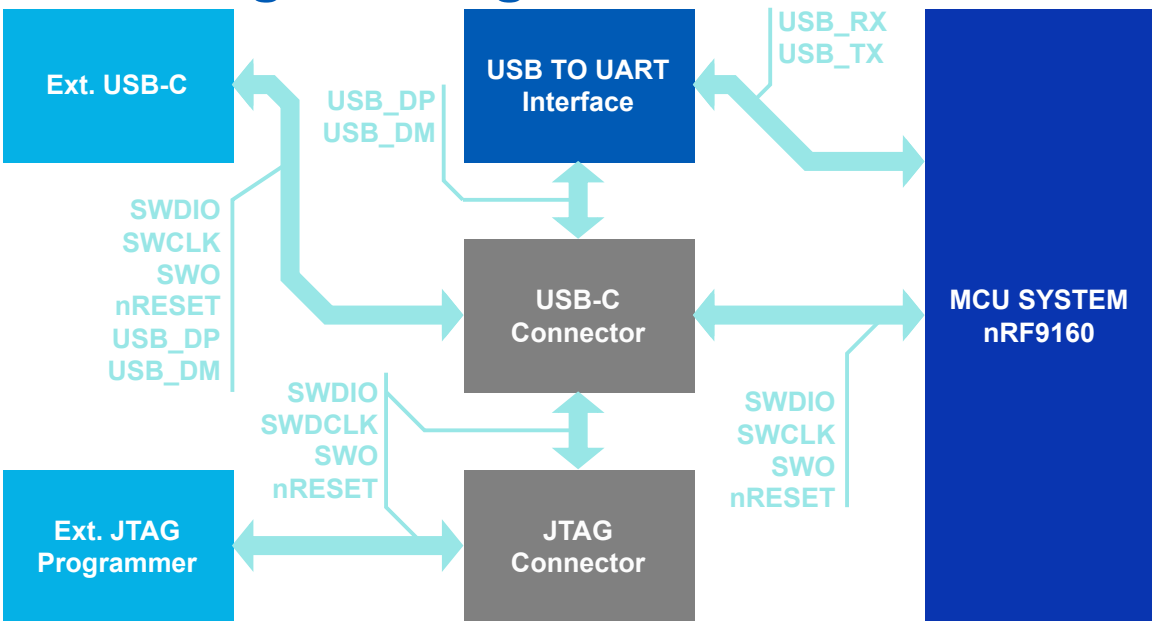 Ext. USB-C
USB TO UART
Interface
USB_RX
USB_TX
USB_DP
USB_DM
SWDIO
SWCLK
SWO
nRESET
USB_DP
USB_DM
USB-C
Connector
MCU SYSTEM
nRF9160
SWDIO
SWDCLK
SWO
nRESET
SWDIO
SWCLK
SWO
nRESET
Ext. JTAG
Programmer
JTAG
Connector